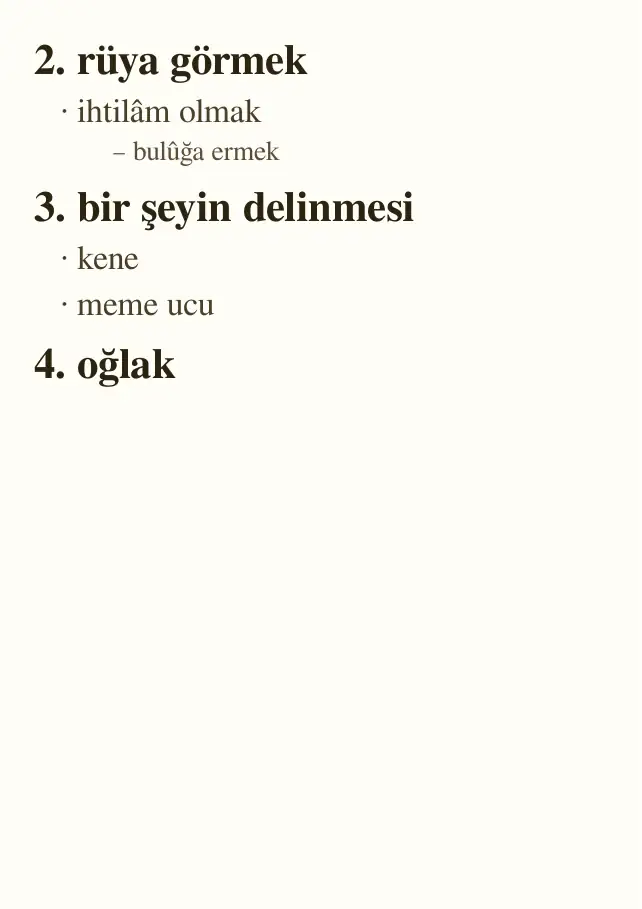 2. rüya görmek
· ihtilâm olmak
– bulûğa ermek
3. bir şeyin delinmesi
· kene
· meme ucu
4. oğlak